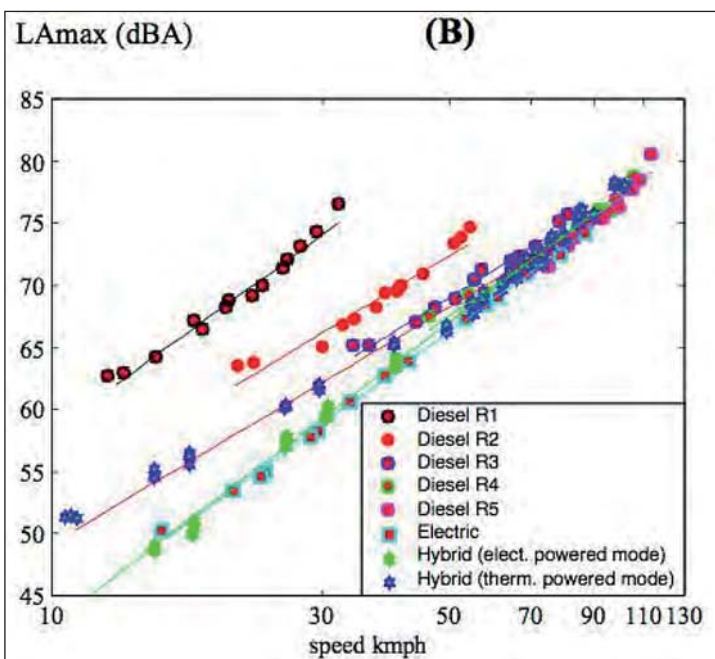 LAmax (dBA) (B)
85
80
75
70
65
60
55
50
45
Diesel R1
Diesel R2
Diesel R3
Diesel R4
Diesel R5
Electric
Hybrid (elect. powered mode)
Hybrid (therm. powered mode)
10 30 50 70 90 110 130
speed kmph